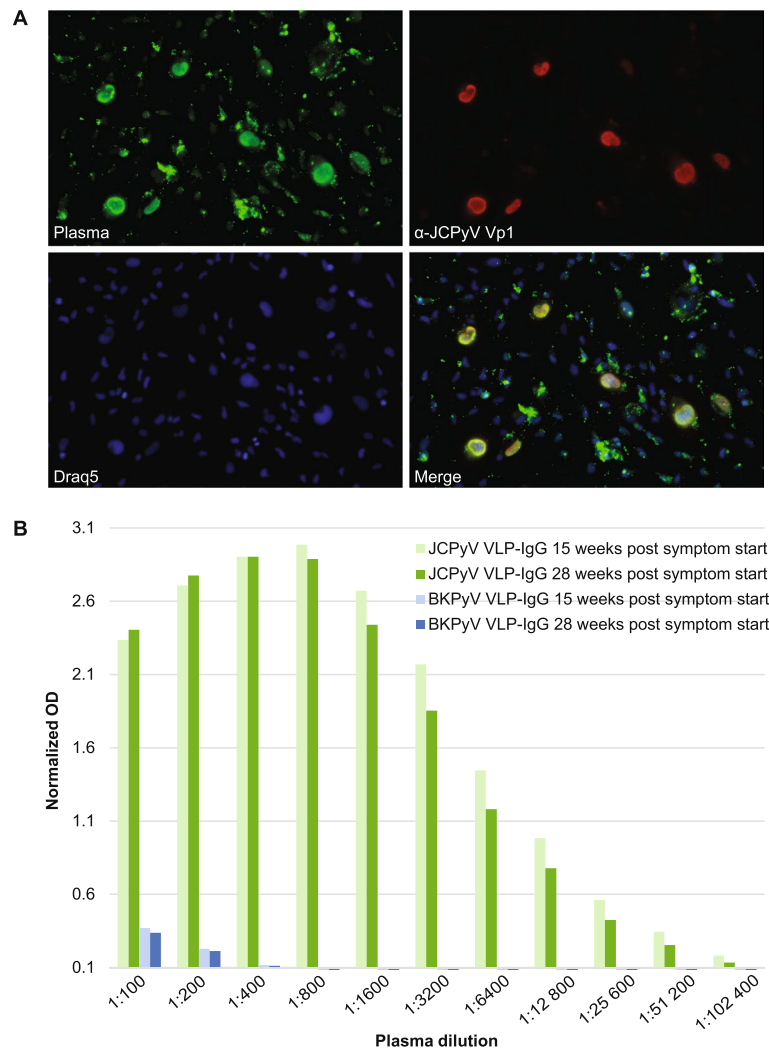 A
Plasma
α-JCPyV Vp1
Draq5
Merge
B
3.1
2.6
2.1
1.6
1.1
0.6
0.1
Normalized OD
JCPyV VLP-IgG 15 weeks post symptom start
JCPyV VLP-IgG 28 weeks post symptom start
BKPyV VLP-IgG 15 weeks post symptom start
BKPyV VLP-IgG 28 weeks post symptom start
1:100
1:200
1:400
1:800
1:1600
1:3200
1:6400
1:12 800
1:25 600
1:51 200
1:102 400
Plasma dilution